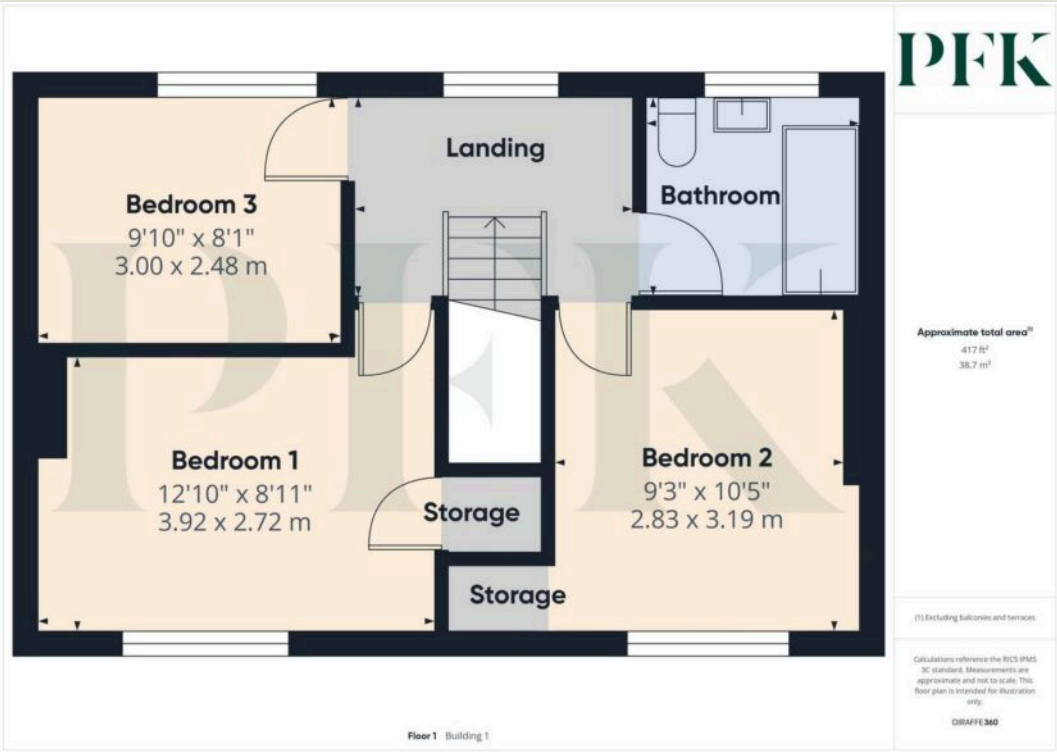 PFK
Landing
Bedroom 3
9'10" x 8'1"
3.00 x 2.48 m
Bathroom
Bedroom 1
12'10" x 8'11"
3.92 x 2.72 m
Storage
Bedroom 2
9'3" x 10'5"
2.83 x 3.19 m
Storage
PFK
Approximate total area(1)
417 ft²
38.7 m²
(1) Excluding balconies and terraces
Calculations reference the RICS IPMS
3C standard. Measurements are
approximate and not to scale. This
floor plan is intended for illustration
only.
GIRAFFE360
Floor 1 Building 1